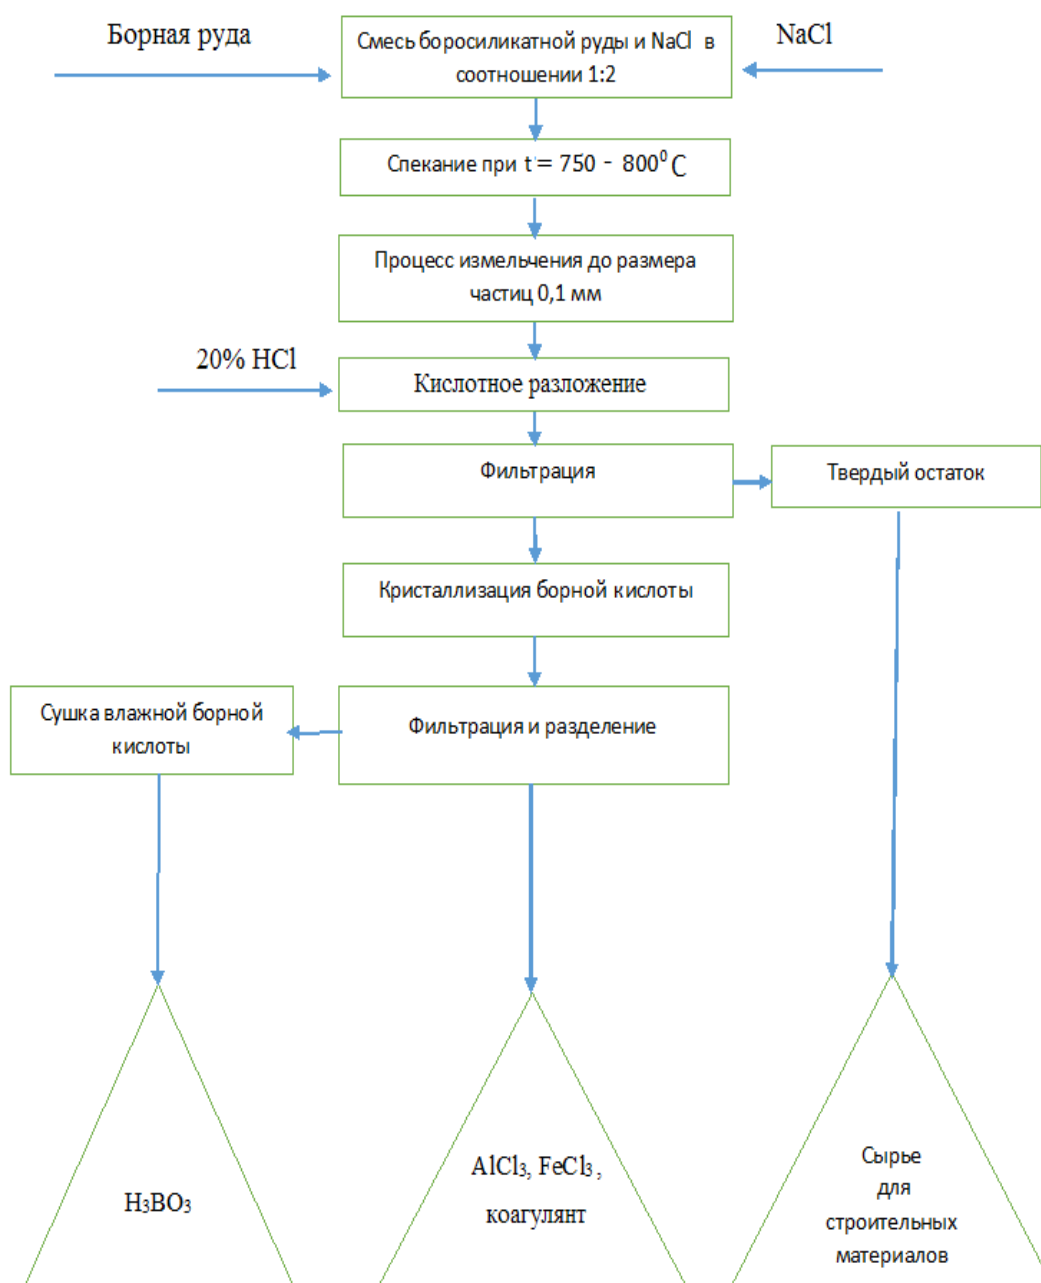 Борная руда
Смесь боросиликатной руды и NaCl в
соотношении 1:2
NaCl
Спекание при t = 750 - 800⁰ C
Процесс измельчения до размера
частиц 0,1 мм
20% HCl
Кислотное разложение
Фильтрация
Твердый остаток
Кристаллизация борной кислоты
Сушка влажной борной
кислоты
Фильтрация и разделение
H₃BO₃
AlCl₃, FeCl₃ ,
коагулянт
Сырье
для
строительных
материалов